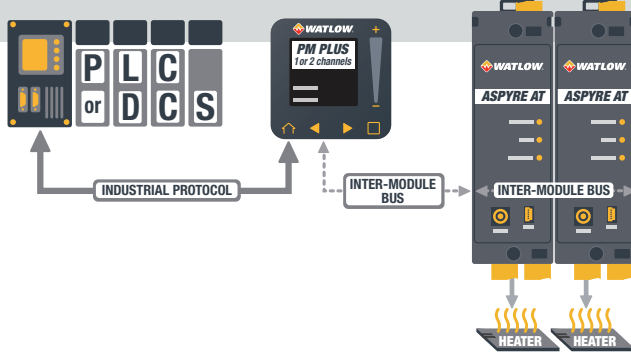 P L C
or D C S
WATLOW
PM PLUS
1 or 2 channels
+
−
WATLOW
ASPYRE AT
WATLOW
ASPYRE AT
INDUSTRIAL PROTOCOL
INTER-MODULE
BUS
INTER-MODULE BUS
HEATER
HEATER